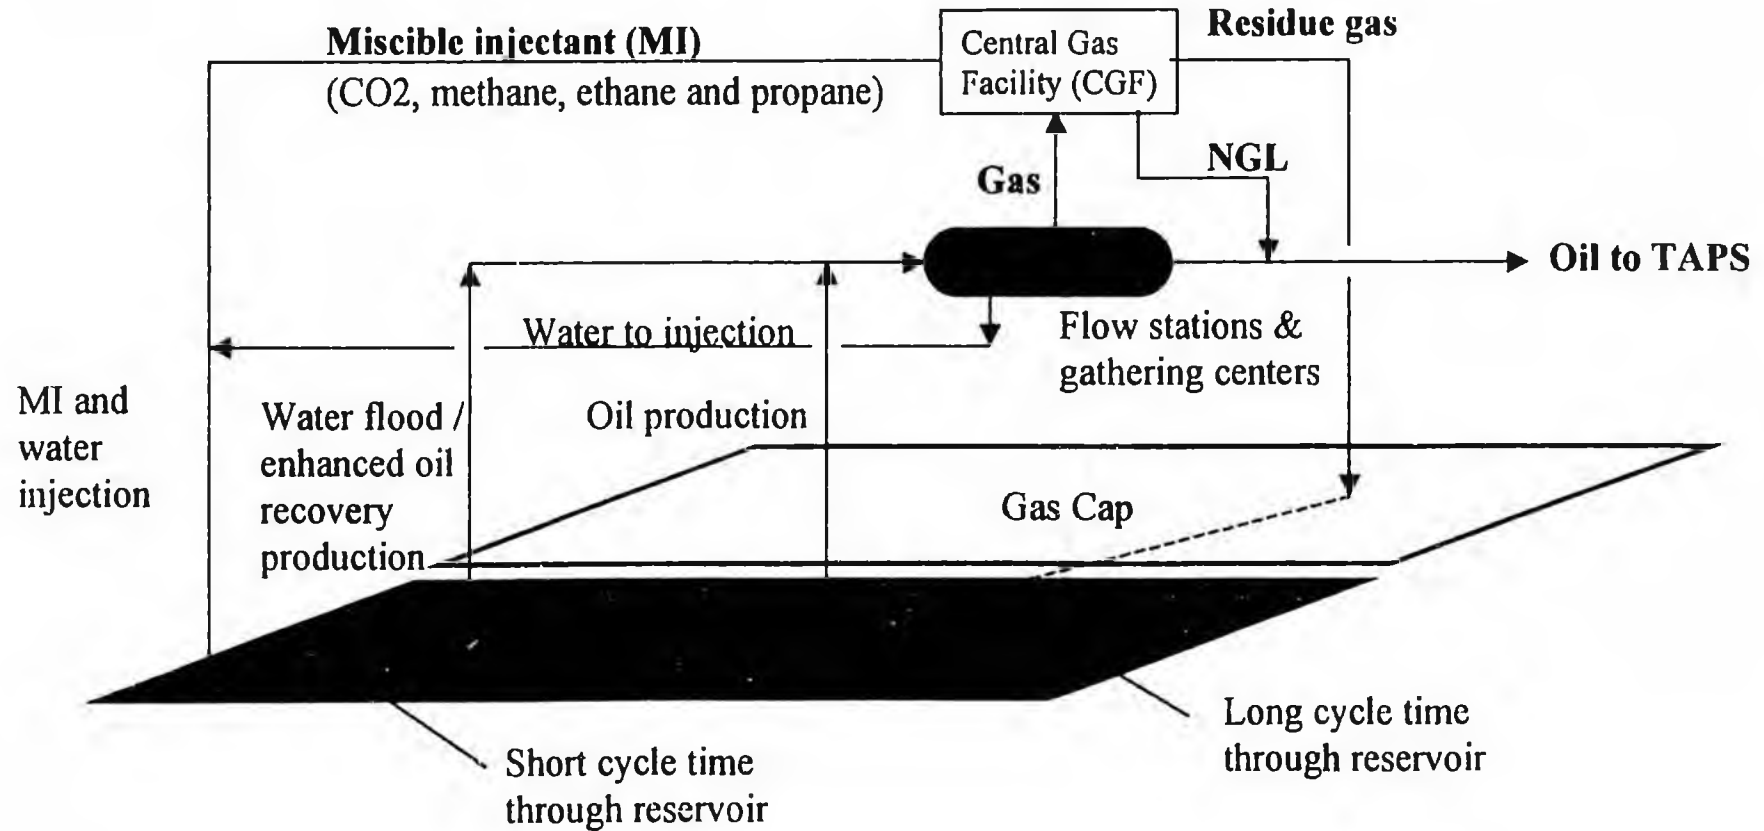 Miscible injectant (MI)
(CO2, methane, ethane and propane)
Central Gas
Facility (CGF)
Residue gas
Gas
NGL
Oil to TAPS
Water to injection
Flow stations &
gathering centers
MI and
water
injection
Water flood /
enhanced oil
recovery
production
Oil production
Gas Cap
Short cycle time
through reservoir
Long cycle time
through reservoir